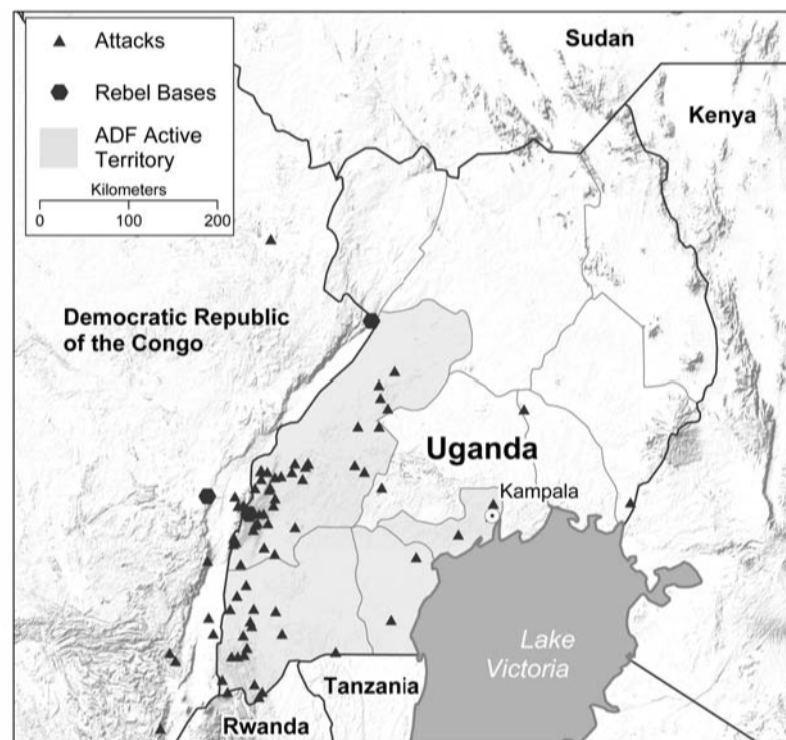 Attacks
Rebel Bases
ADF Active
Territory
Kilometers
0 100 200
Sudan
Kenya
Democratic Republic
of the Congo
Uganda
Kampala
Lake
Victoria
Tanzania
Rwanda